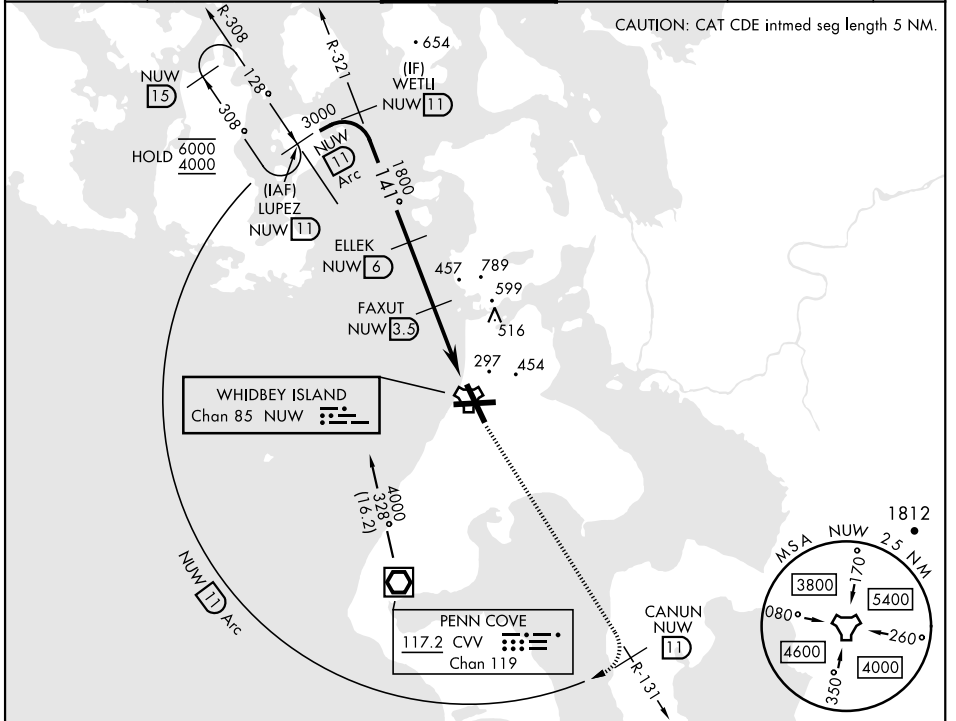 CAUTION: CAT CDE intmed seg length 5 NM.
R-308
R-321
654
(IF)
WETLI
NUW 11
NUW
15
128°
308°
3000
HOLD 6000
4000
NUW
11
Arc
(IAF)
LUPEZ
NUW 11
1800
141°
ELLEK
NUW 6
457
789
599
FAXUT
NUW 3.5
516
297
454
WHIDBEY ISLAND
Chan 85 NUW
4000
328°
(16.2)
NUW 11 Arc
PENN COVE
117.2 CVV
Chan 119
CANUN
NUW
11
R-131
1812
MSA NUW 25 NM
3800
170°
5400
080°
260°
4600
4000
350°